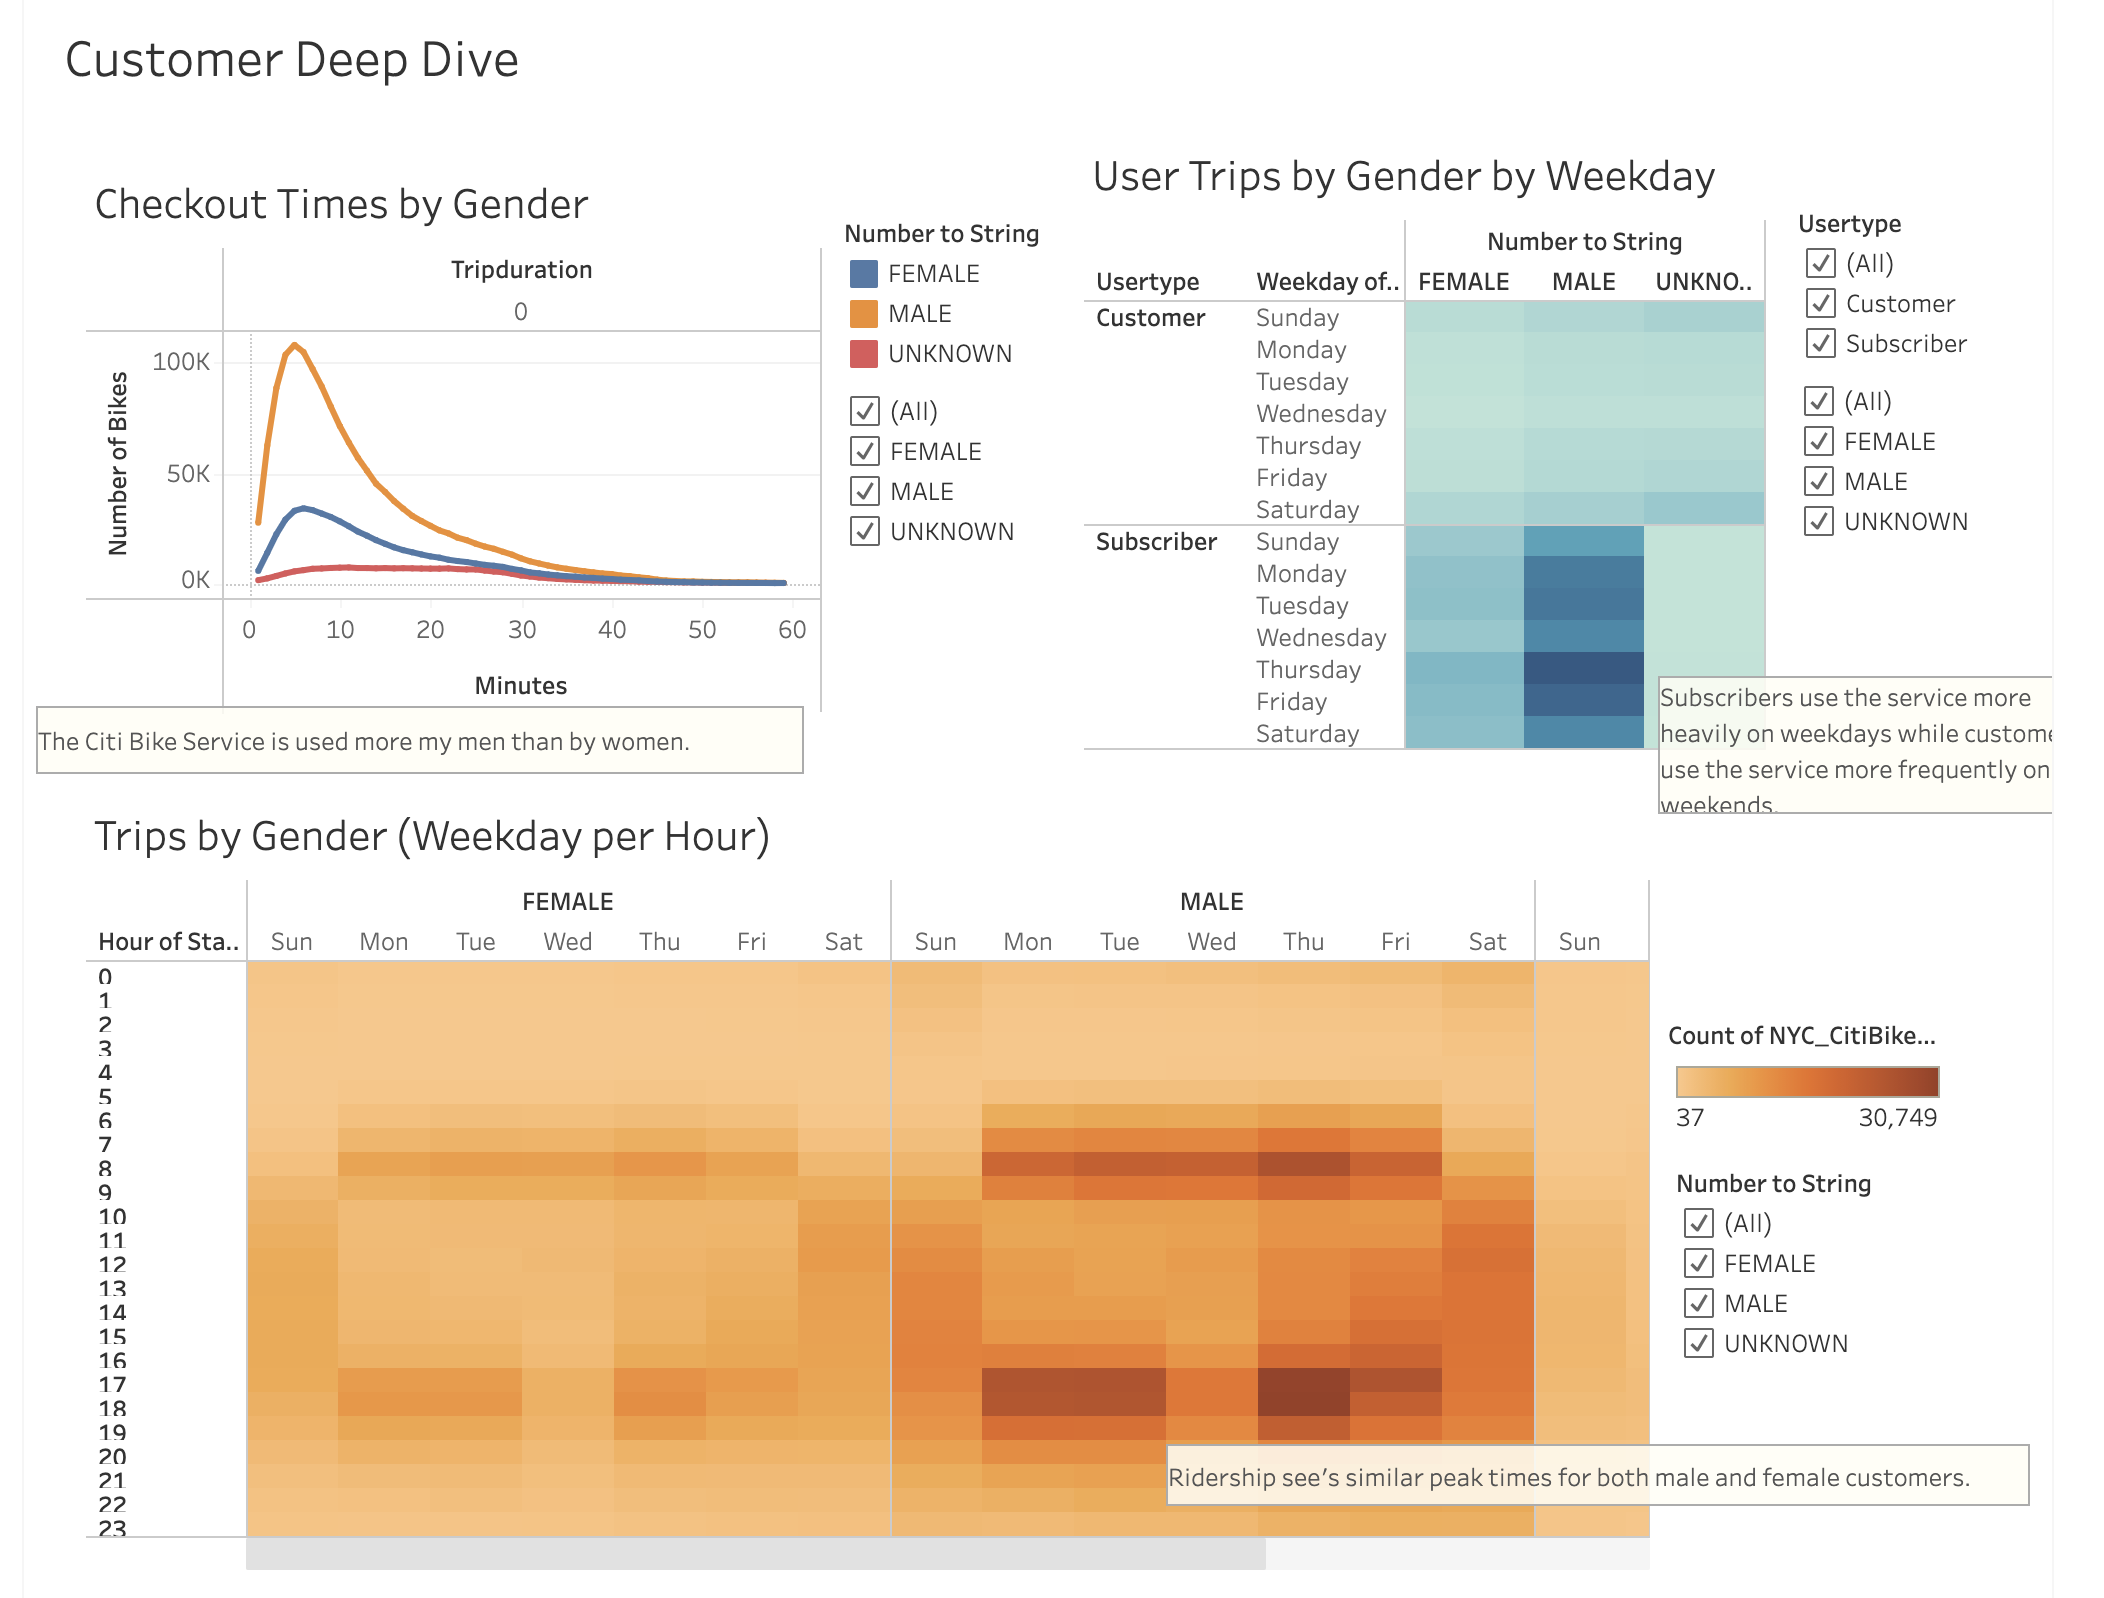 Customer Deep Dive
Checkout Times by Gender
Tripduration
0
Number of Bikes
100K
50K
0K
0 10 20 30 40 50 60
Minutes
The Citi Bike Service is used more my men than by women.
Number to String
FEMALE
MALE
UNKNOWN
(All)
FEMALE
MALE
UNKNOWN
User Trips by Gender by Weekday
Number to String
Usertype Weekday of.. FEMALE MALE UNKNO..
Customer Sunday
Monday
Tuesday
Wednesday
Thursday
Friday
Saturday
Subscriber Sunday
Monday
Tuesday
Wednesday
Thursday
Friday
Saturday
Usertype
(All)
Customer
Subscriber
(All)
FEMALE
MALE
UNKNOWN
Subscribers use the service more
heavily on weekdays while custome
use the service more frequently on
weekends.
Trips by Gender (Weekday per Hour)
FEMALE MALE
Hour of Sta.. Sun Mon Tue Wed Thu Fri Sat Sun Mon Tue Wed Thu Fri Sat Sun
0
1
2
3
4
5
6
7
8
9
10
11
12
13
14
15
16
17
18
19
20
21
22
23
Ridership see's similar peak times for both male and female customers.
Count of NYC_CitiBike...
37 30,749
Number to String
(All)
FEMALE
MALE
UNKNOWN